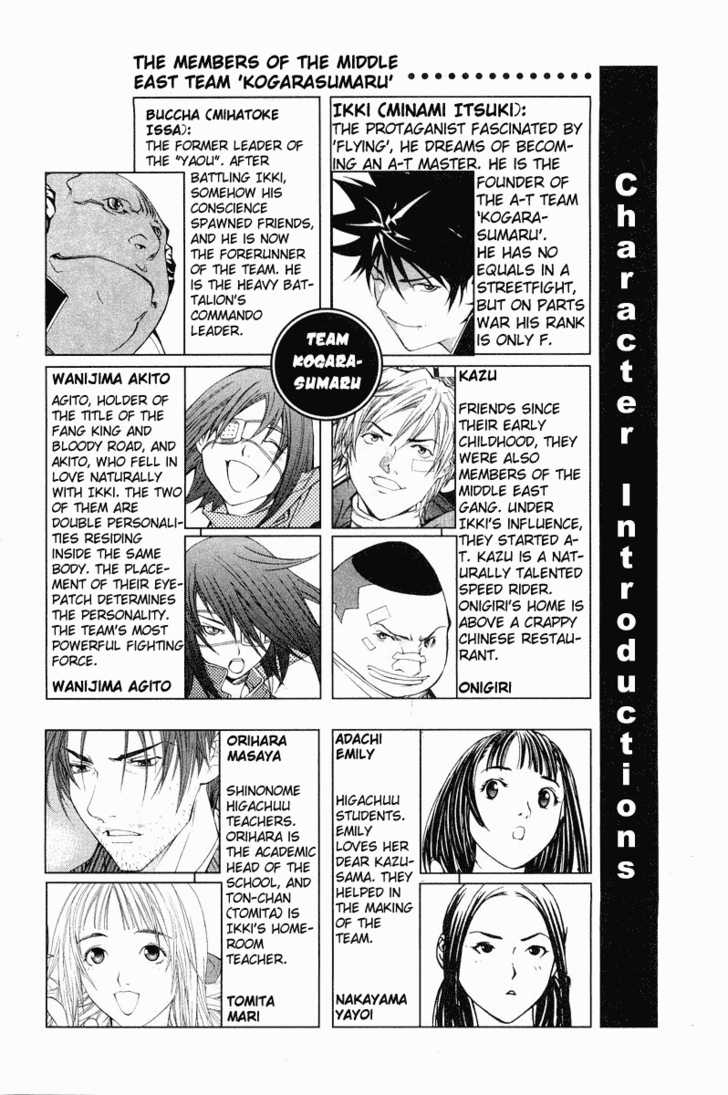 THE MEMBERS OF THE MIDDLE
EAST TEAM 'KOGARASUMARU'
BUCCHA (MIHATOKE
ISSA):
THE FORMER LEADER OF
THE "YAOU". AFTER
BATTLING IKKI,
SOMEHOW HIS
CONSCIENCE
SPAWNED FRIENDS,
AND HE IS NOW
THE FORERUNNER
OF THE TEAM. HE
IS THE HEAVY BAT-
TALION'S
COMMANDO
LEADER.
IKKI (MINAMI ITSUKI):
THE PROTAGANIST FASCINATED BY
'FLYING', HE DREAMS OF BECOM-
ING AN A-T MASTER. HE IS THE
FOUNDER OF
THE A-T TEAM
'KOGARA-
SUMARU'.
HE HAS NO
EQUALS IN A
STREETFIGHT,
BUT ON PARTS
WAR HIS RANK
IS ONLY F.
TEAM
KOGARA-
SUMARU
WANIJIMA AKITO
AGITO, HOLDER OF
THE TITLE OF THE
FANG KING AND
BLOODY ROAD, AND
AKITO, WHO FELL IN
LOVE NATURALLY
WITH IKKI. THE TWO
OF THEM ARE
DOUBLE PERSONALI-
TIES RESIDING
INSIDE THE SAME
BODY. THE PLACE-
MENT OF THEIR EYE-
PATCH DETERMINES
THE PERSONALITY.
THE TEAM'S MOST
POWERFUL FIGHTING
FORCE.
WANIJIMA AGITO
KAZU
FRIENDS SINCE
THEIR EARLY
CHILDHOOD, THEY
WERE ALSO
MEMBERS OF THE
MIDDLE EAST
GANG. UNDER
IKKI'S INFLUENCE,
THEY STARTED A-
T. KAZU IS A NAT-
URALLY TALENTED
SPEED RIDER.
ONIGIRI'S HOME IS
ABOVE A CRAPPY
CHINESE RESTAU-
RANT.
ONIGIRI
ORIHARA
MASAYA
SHINONOME
HIGACHUU
TEACHERS.
ORIHARA IS
THE ACADEMIC
HEAD OF THE
SCHOOL, AND
TON-CHAN
(TOMITA) IS
IKKI'S HOME-
ROOM
TEACHER.
TOMITA
MARI
ADACHI
EMILY
HIGACHUU
STUDENTS.
EMILY
LOVES HER
DEAR KAZU-
SAMA. THEY
HELPED IN
THE MAKING
OF THE
TEAM.
NAKAYAMA
YAYOI
Character Introductions